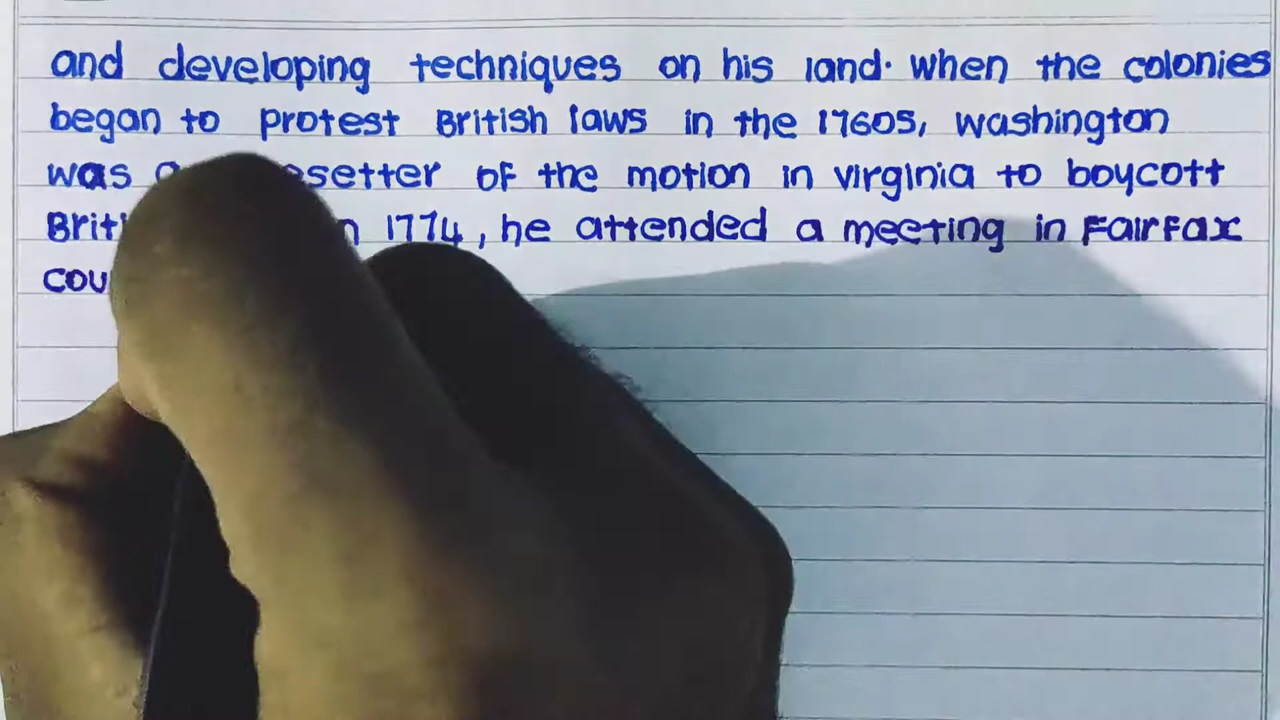 and developing techniques on his land. when the colonies
began to protest British laws in the 1760s, washington
was of the motion in virginia to boycott
1774, he attended a meeting in Fairfax